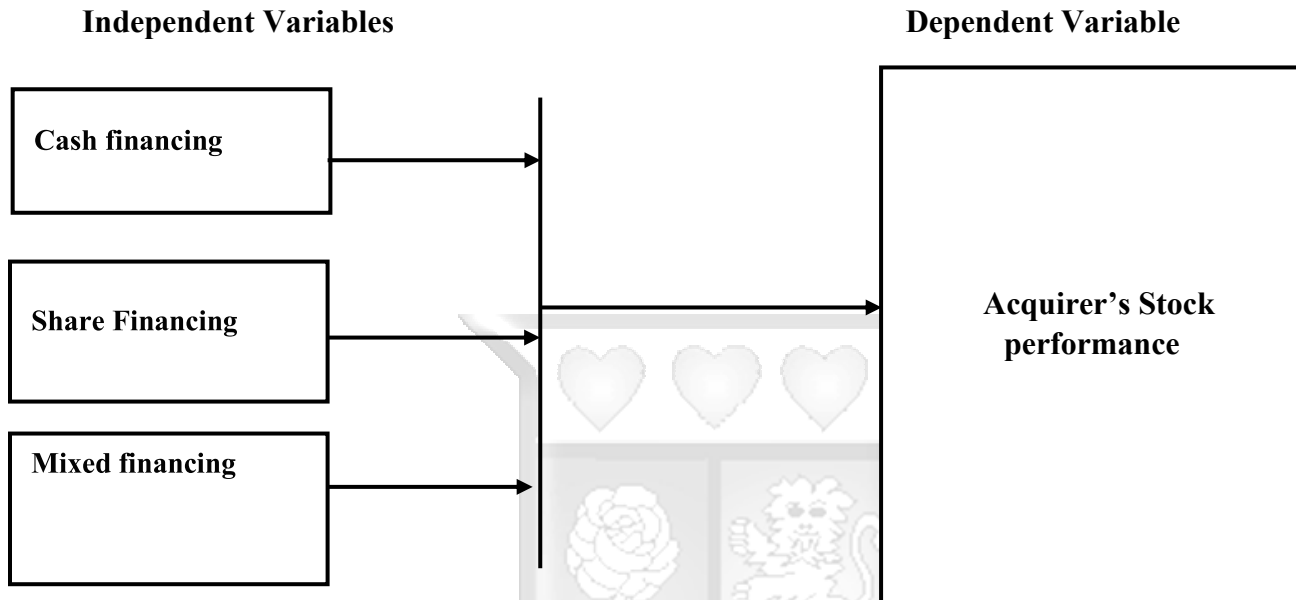 Independent Variables
Dependent Variable
Cash financing
Share Financing
Mixed financing
Acquirer’s Stock
performance